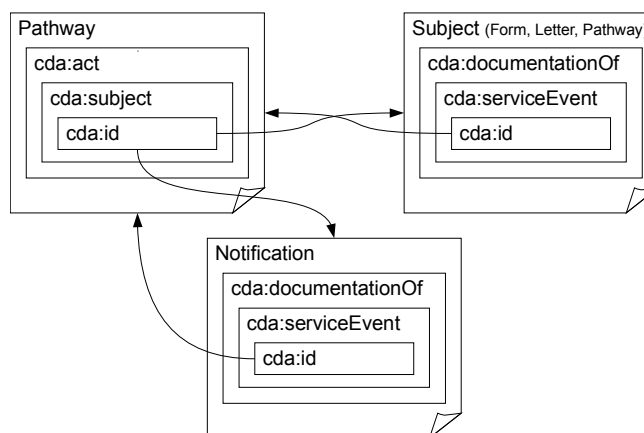 Pathway
cda:act
cda:subject
cda:id
Subject (Form, Letter, Pathway
cda:documentationOf
cda:serviceEvent
cda:id
Notification
cda:documentationOf
cda:serviceEvent
cda:id